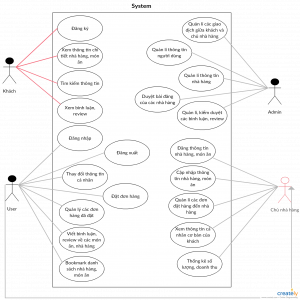 System
Đăng ký
Xem thông tin chi
tiết nhà hàng, món
ăn
Tìm kiếm thông tin
Xem bình luận,
review
Khách
Đăng nhập
Đăng xuất
Thay đổi thông tin
cá nhân
Đặt đơn hàng
Quản lý các đơn
hàng đã đặt
Viết bình luận,
review về các món
ăn, nhà hàng
Bookmark danh
sách nhà hàng,
món ăn
User
Quản lí các giao
dịch giữa khách và
chủ nhà hàng
Quản lí thông tin
người dùng
Quản lí thông tin
nhà hàng
Duyệt bài đăng
của các nhà hàng
Quản lí, kiểm duyệt
các bình luận, review
Admin
Đăng thông tin
nhà hàng, món ăn
Cập nhập thông
tin nhà hàng, món
ăn
Quản lí các đơn
đặt hàng đến nhà
hàng
Xem thông tin cá
nhân cơ bản của
khách
Thống kê số
lượng, doanh thu
Chủ nhà hàng
creately